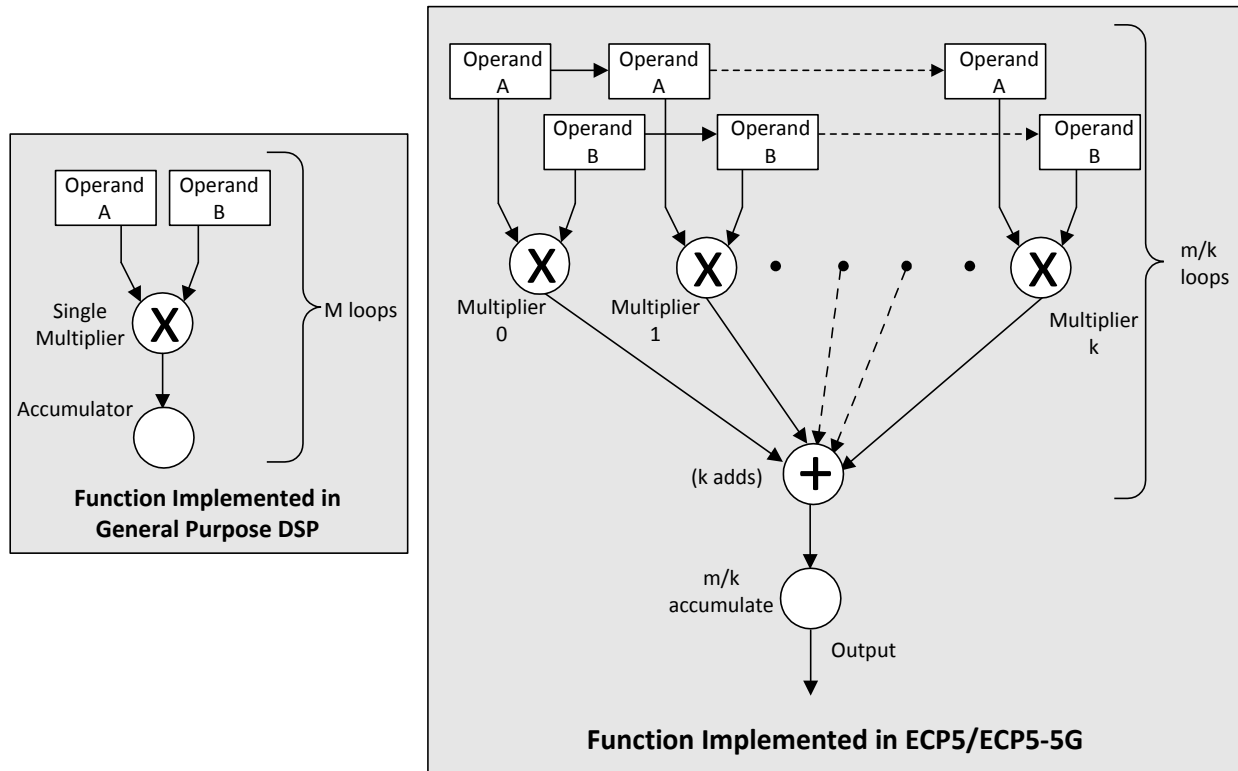 Operand
A
Operand
B
Single
Multiplier
X
M loops
Accumulator
Function Implemented in
General Purpose DSP
Operand
A
Operand
A
Operand
A
Operand
B
Operand
B
Operand
B
X
X
X
Multiplier
0
Multiplier
1
Multiplier
k
m/k
loops
(k adds)
+
m/k
accumulate
Output
Function Implemented in ECP5/ECP5-5G